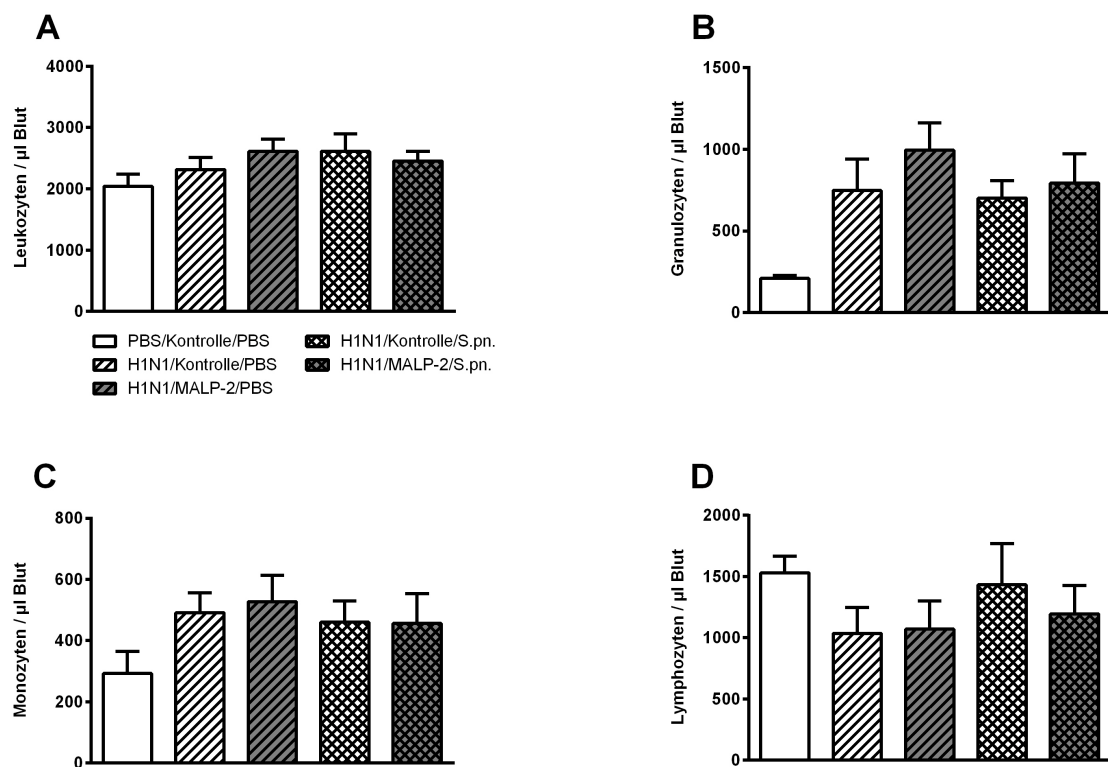 A
4000
3000
2000
1000
0
Leukozyten / µl Blut
PBS/Kontrolle/PBS
H1N1/Kontrolle/PBS
H1N1/MALP-2/PBS
H1N1/Kontrolle/S.pn.
H1N1/MALP-2/S.pn.
B
1500
1000
500
0
Granulozyten / µl Blut
C
800
600
400
200
0
Monozyten / µl Blut
D
2000
1500
1000
500
0
Lymphozyten / µl Blut